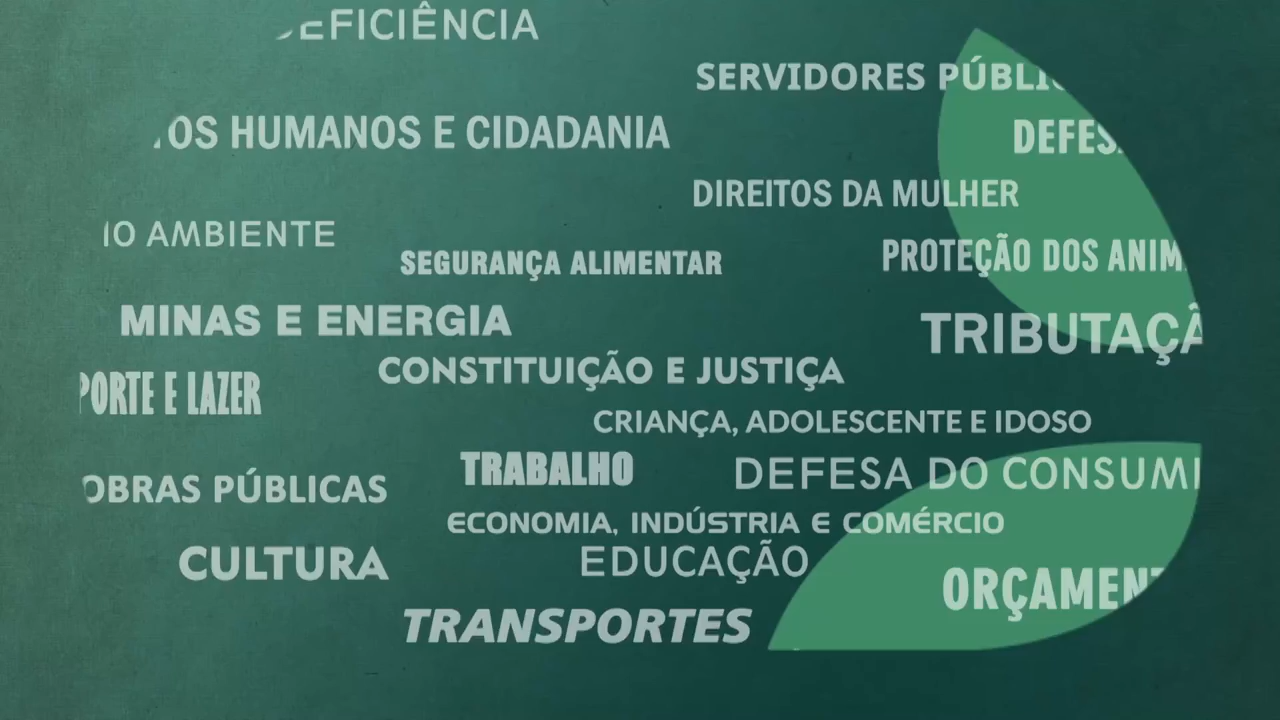 EFICIÊNCIA
SERVIDORES PÚBLIC
OS HUMANOS E CIDADANIA
DEFESA
DIREITOS DA MULHER
IO AMBIENTE
SEGURANÇA ALIMENTAR
PROTEÇÃO DOS ANIM
MINAS E ENERGIA
TRIBUTAÇÃ
CONSTITUIÇÃO E JUSTIÇA
PORTE E LAZER
CRIANÇA, ADOLESCENTE E IDOSO
TRABALHO
DEFESA DO CONSUMI
OBRAS PÚBLICAS
ECONOMIA, INDÚSTRIA E COMÉRCIO
CULTURA
EDUCAÇÃO
ORÇAMENT
TRANSPORTES